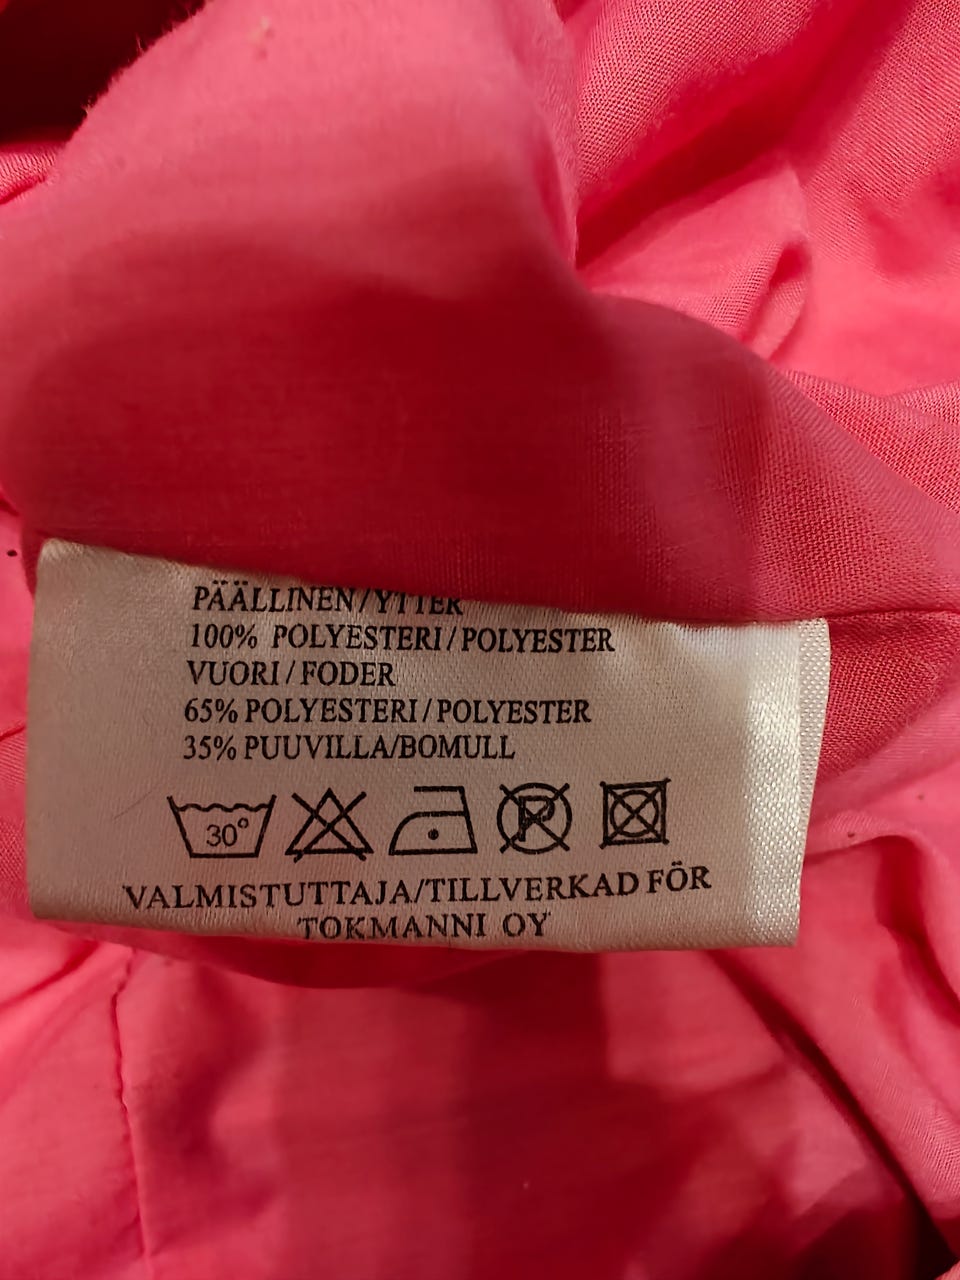 PÄÄLLINEN/YTTER
100% POLYESTERI/POLYESTER
VUORI/FODER
65% POLYESTERI/POLYESTER
35% PUUVILLA/BOMULL
30°
P
VALMISTUTTAJA/TILLVERKAD FÖR
TOKMANNI OY